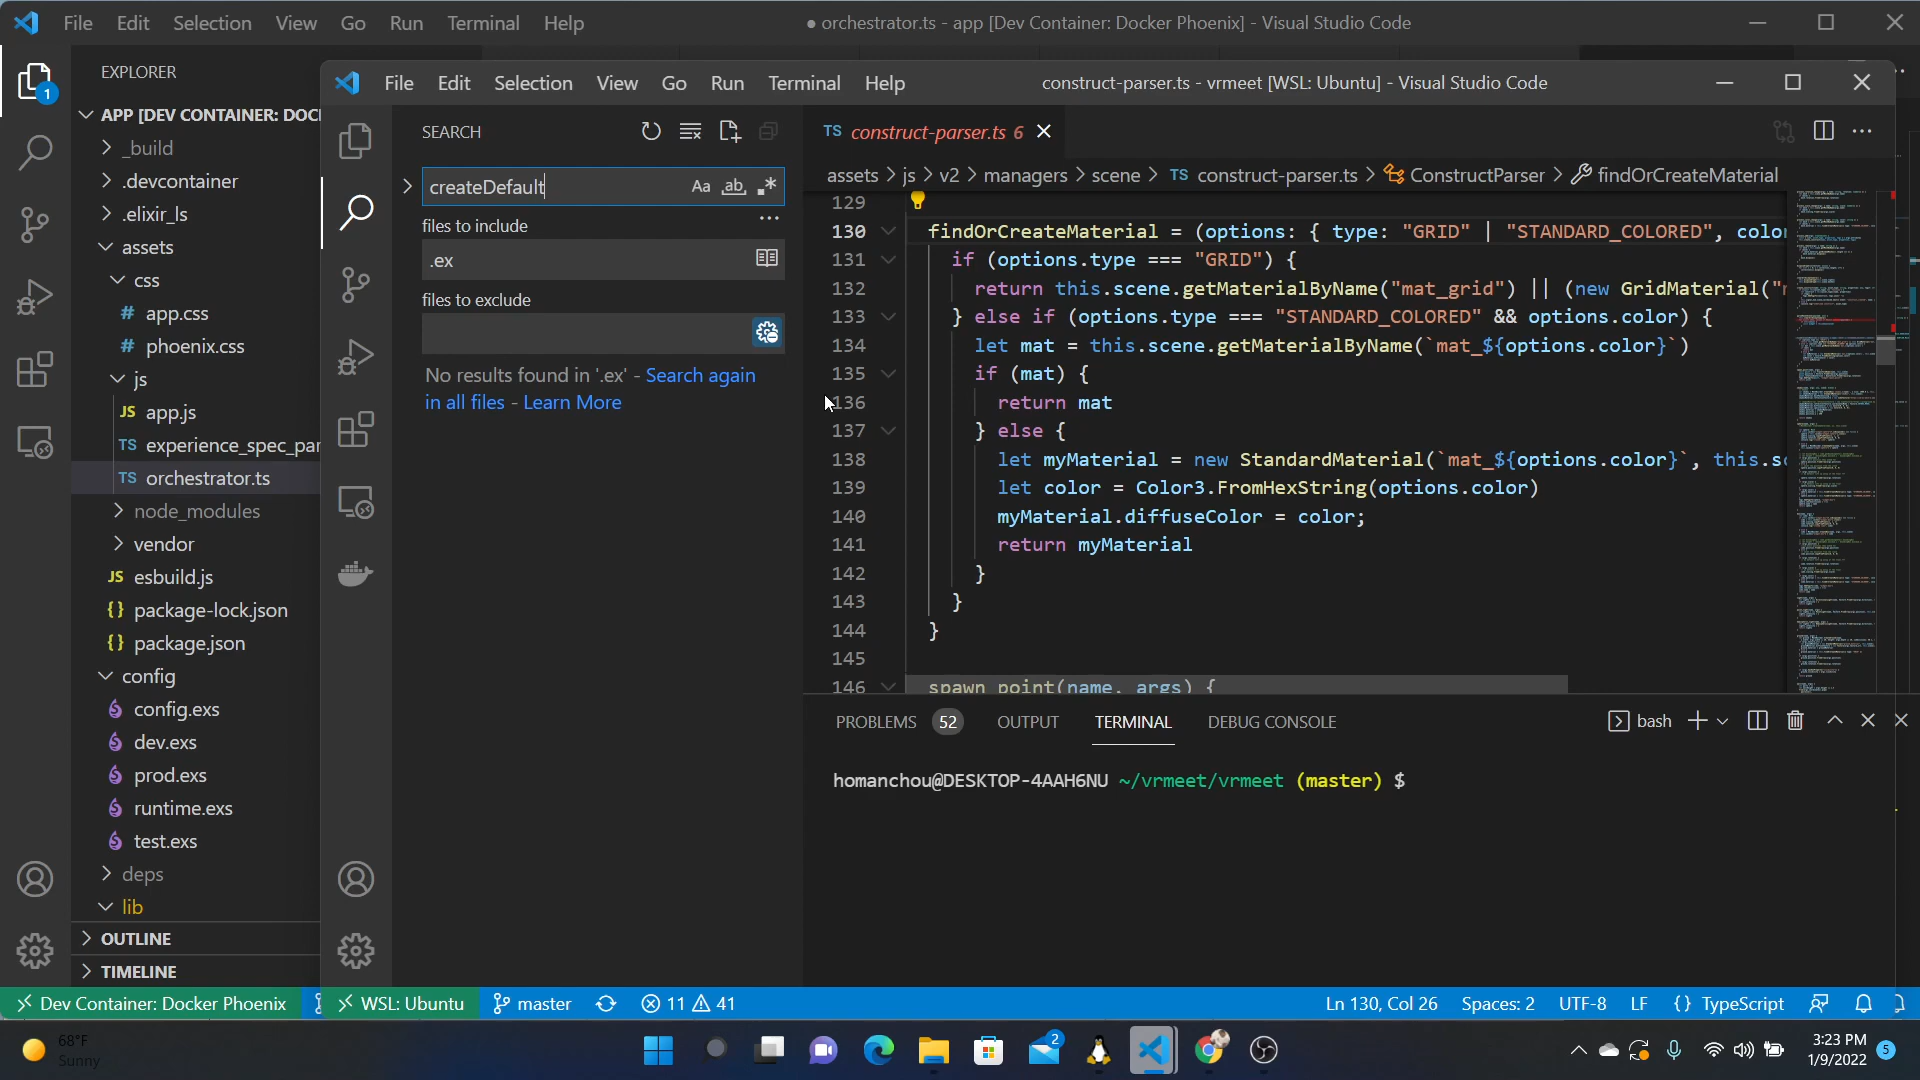 File Edit Selection View Go Run Terminal Help
● orchestrator.ts - app [Dev Container: Docker Phoenix] - Visual Studio Code
EXPLORER
1
APP [DEV CONTAINER: DOC
_build
.devcontainer
.elixir_ls
assets
css
# app.css
# phoenix.css
js
JS app.js
TS experience_spec_par
TS orchestrator.ts
node_modules
vendor
JS esbuild.js
{} package-lock.json
{} package.json
config
config.exs
dev.exs
prod.exs
runtime.exs
test.exs
deps
lib
OUTLINE
TIMELINE
Dev Container: Docker Phoenix
File Edit Selection View Go Run Terminal Help
construct-parser.ts - vrmeet [WSL: Ubuntu] - Visual Studio Code
SEARCH
createDefault
Aa ab .*
files to include
.ex
files to exclude
No results found in '.ex' - Search again
in all files - Learn More
TS construct-parser.ts 6
assets > js > v2 > managers > scene > TS construct-parser.ts > ConstructParser > findOrCreateMaterial
129
130 findOrCreateMaterial = (options: { type: "GRID" | "STANDARD_COLORED", color
131 if (options.type === "GRID") {
132 return this.scene.getMaterialByName("mat_grid") || (new GridMaterial("m
133 } else if (options.type === "STANDARD_COLORED" && options.color) {
134 let mat = this.scene.getMaterialByName(`mat_${options.color}`)
135 if (mat) {
136 return mat
137 } else {
138 let myMaterial = new StandardMaterial(`mat_${options.color}`, this.sc
139 let color = Color3.FromHexString(options.color)
140 myMaterial.diffuseColor = color;
141 return myMaterial
142 }
143 }
144 }
145
146 spawn_point(name, args) {
PROBLEMS 52 OUTPUT TERMINAL DEBUG CONSOLE
bash
homanchou@DESKTOP-4AAH6NU ~/vrmeet/vrmeet (master) $
WSL: Ubuntu master 11 41
Ln 130, Col 26 Spaces: 2 UTF-8 LF {} TypeScript
68°F
Sunny
2
3:23 PM
1/9/2022
5